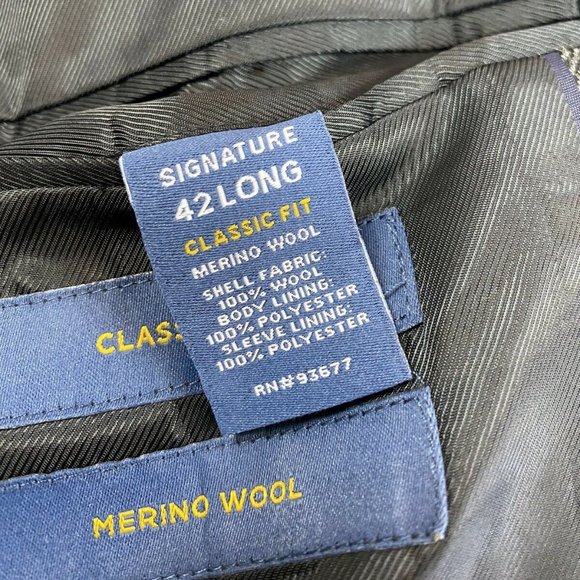 SIGNATURE
42 LONG
CLASSIC FIT
MERINO WOOL
SHELL FABRIC:
100% WOOL
BODY LINING:
100% POLYESTER
SLEEVE LINING:
100% POLYESTER
RN#93677
CLAS
MERINO WOOL